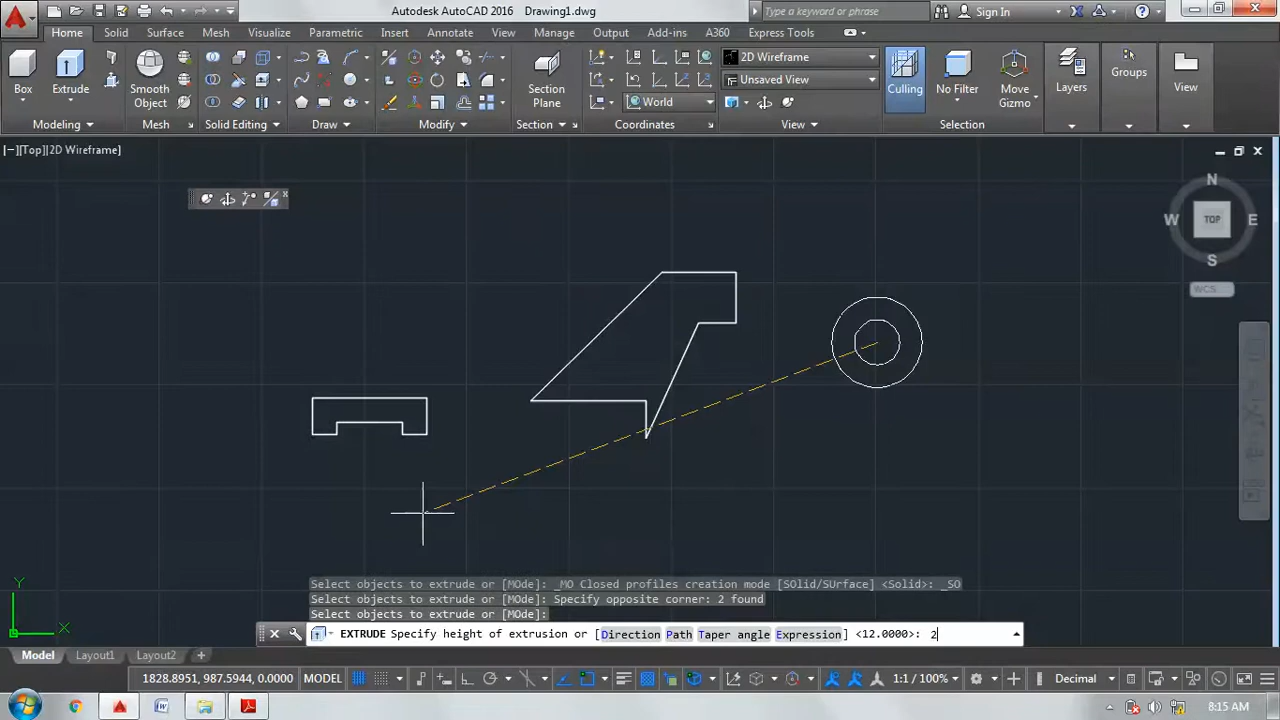 Autodesk AutoCAD 2016 Drawing1.dwg
Type a keyword or phrase
Sign In
Home Solid Surface Mesh Visualize Parametric Insert Annotate View Manage Output Add-ins A360 Express Tools
Box
Extrude
Smooth
Object
Section
Plane
2D Wireframe
Unsaved View
World
Culling
No Filter
Move
Gizmo
Layers
Groups
View
Modeling Mesh Solid Editing Draw Modify Section Coordinates View Selection
[−][Top][2D Wireframe]
N
W TOP E
S
WCS
Y
X
Select objects to extrude or [MOde]: _MO Closed profiles creation mode [SOlid/SUrface] <Solid>: _SO
Select objects to extrude or [MOde]: Specify opposite corner: 2 found
Select objects to extrude or [MOde]:
EXTRUDE Specify height of extrusion or [Direction Path Taper angle Expression] <12.0000>: 2
Model Layout1 Layout2 +
1828.8951, 987.5944, 0.0000 MODEL 1:1 / 100% Decimal
8:15 AM